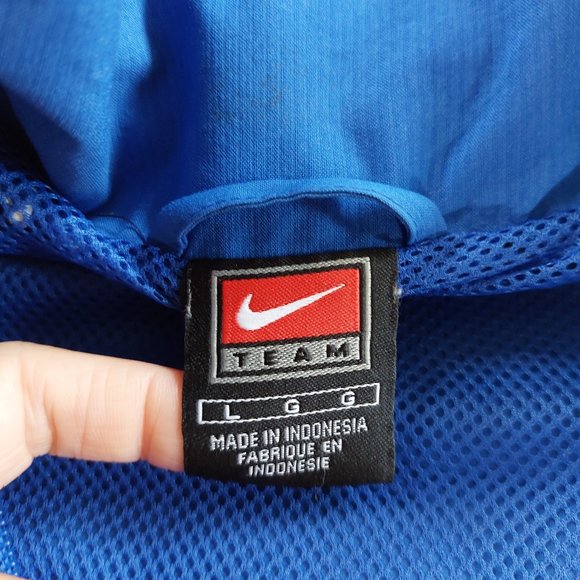 TEAM
L G G
MADE IN INDONESIA
FABRIQUE EN
INDONESIE